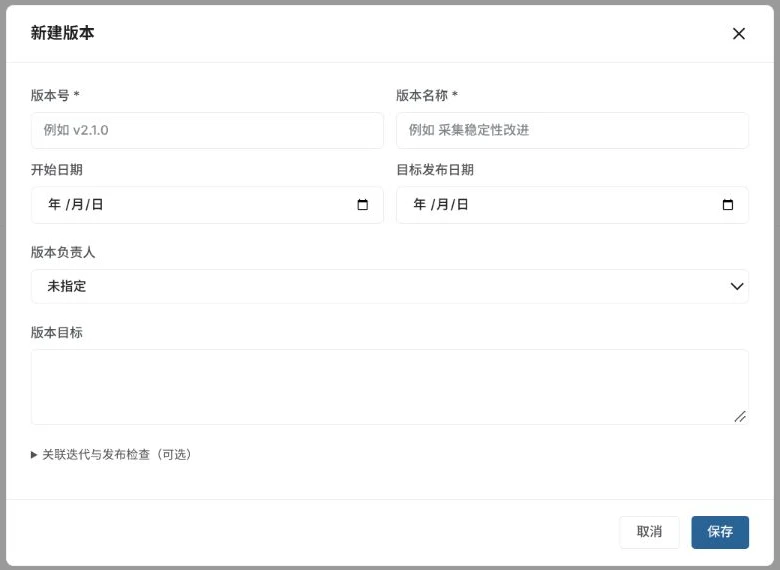 新建版本
版本号 *
版本名称 *
例如 v2.1.0
例如 采集稳定性改进
开始日期
目标发布日期
年 /月/日
年 /月/日
版本负责人
未指定
版本目标
关联迭代与发布检查（可选）
取消
保存